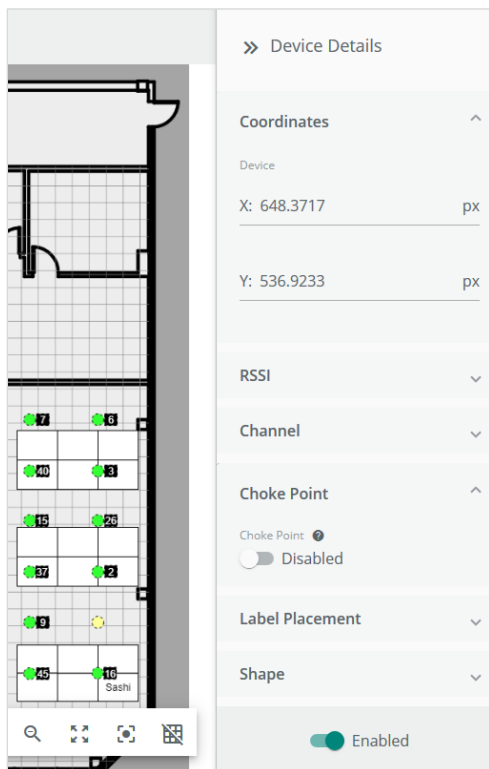 Device Details
Coordinates
Device
X: 648.3717 px
Y: 536.9233 px
RSSI
Channel
Choke Point
Choke Point ?
Disabled
Label Placement
Shape
Enabled
7 6
40 3
15 26
37 2
9
45 16
Sashi